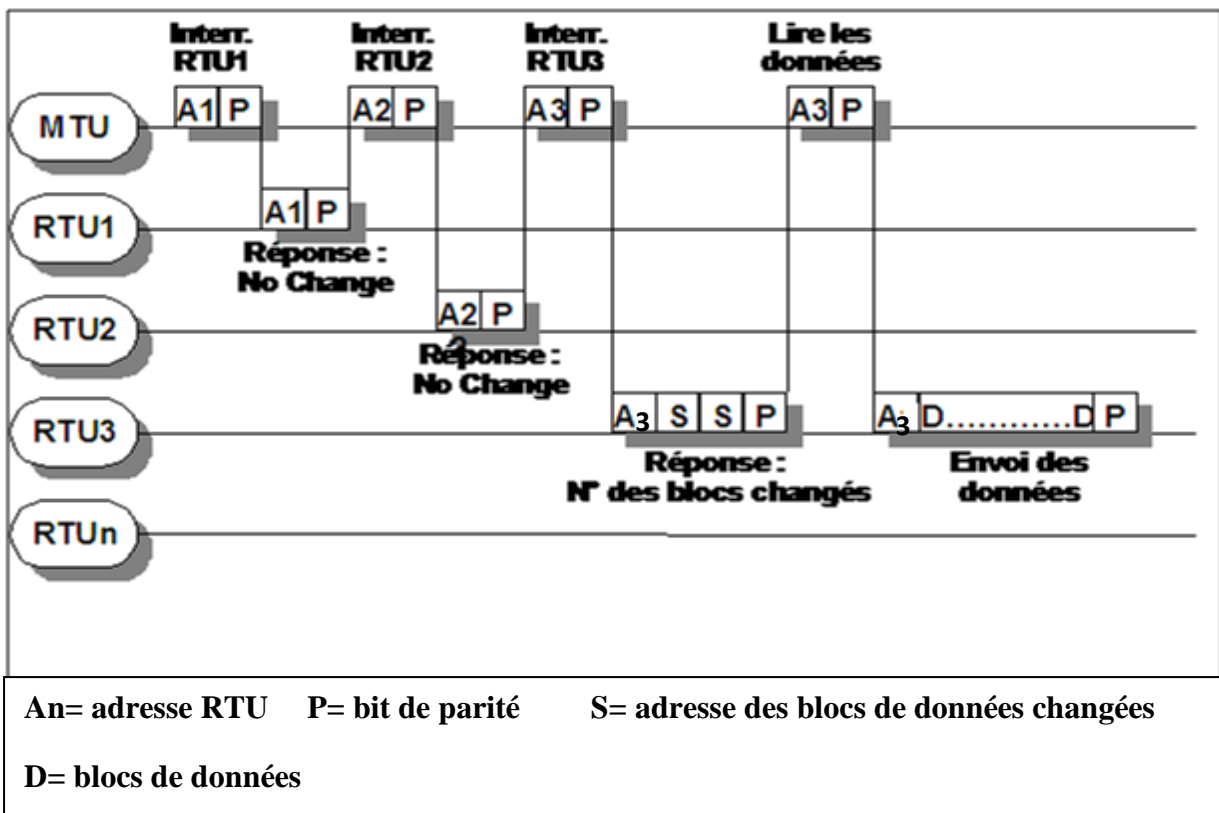 Interr. Interr. Interr. Lire les
RTU1 RTU2 RTU3 données
MTU A1 P A2 P A3 P A3 P
RTU1 A1 P
Réponse :
No Change
RTU2 A2 P
Réponse :
No Change
RTU3 A3 S S P A3 D............D P
Réponse : Envoi des
N° des blocs changés données
RTUn
An= adresse RTU P= bit de parité S= adresse des blocs de données changées
D= blocs de données